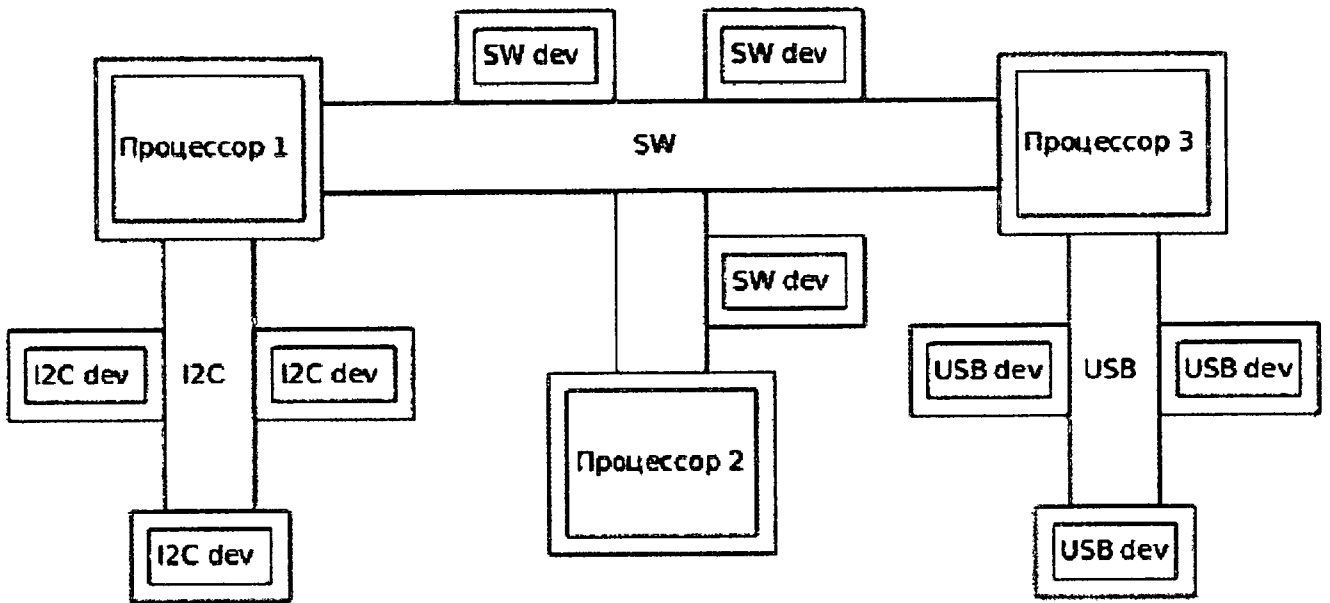 SW dev
SW dev
Процессор 1
SW
Процессор 3
SW dev
I2C dev
I2C
I2C dev
USB dev
USB
USB dev
Процессор 2
I2C dev
USB dev